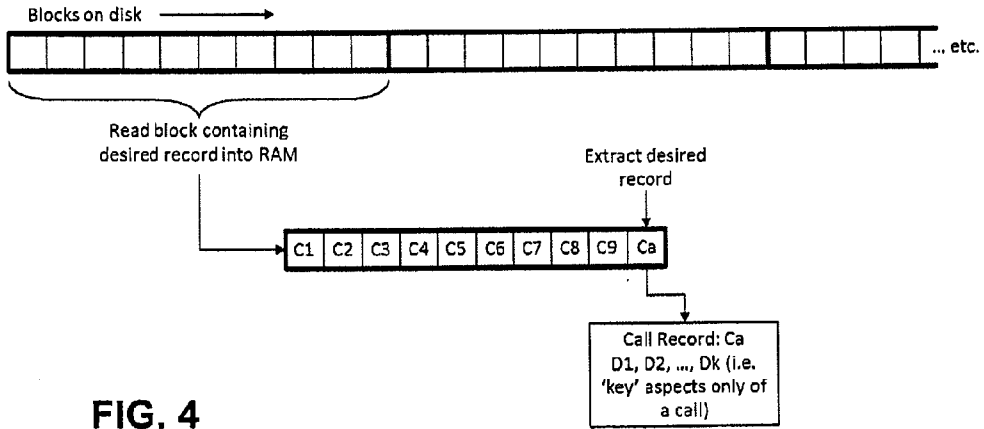 Blocks on disk
... etc.
Read block containing
desired record into RAM
Extract desired
record
C1 C2 C3 C4 C5 C6 C7 C8 C9 Ca
Call Record: Ca
D1, D2, ..., Dk (i.e.
‘key’ aspects only of
a call)
FIG. 4